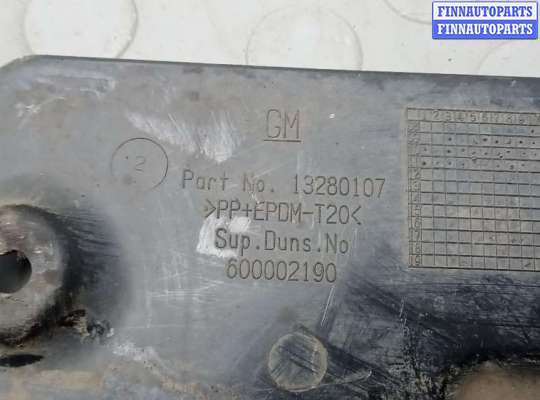 FINNAUTOPARTS
FINNAUTOPARTS
GM
2
Part No. 13280107
>PP+EPDM-T20<
Sup.Duns.No
600002190